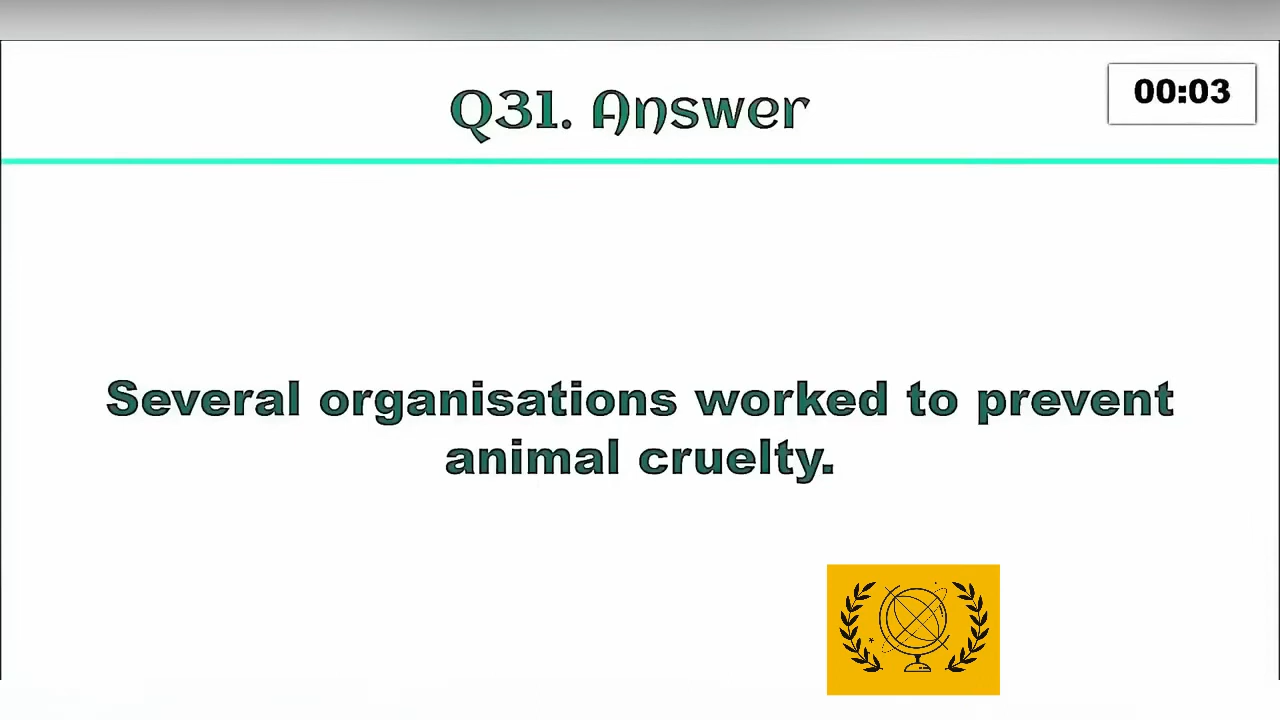 Q31. Answer
00:03
Several organisations worked to prevent
animal cruelty.